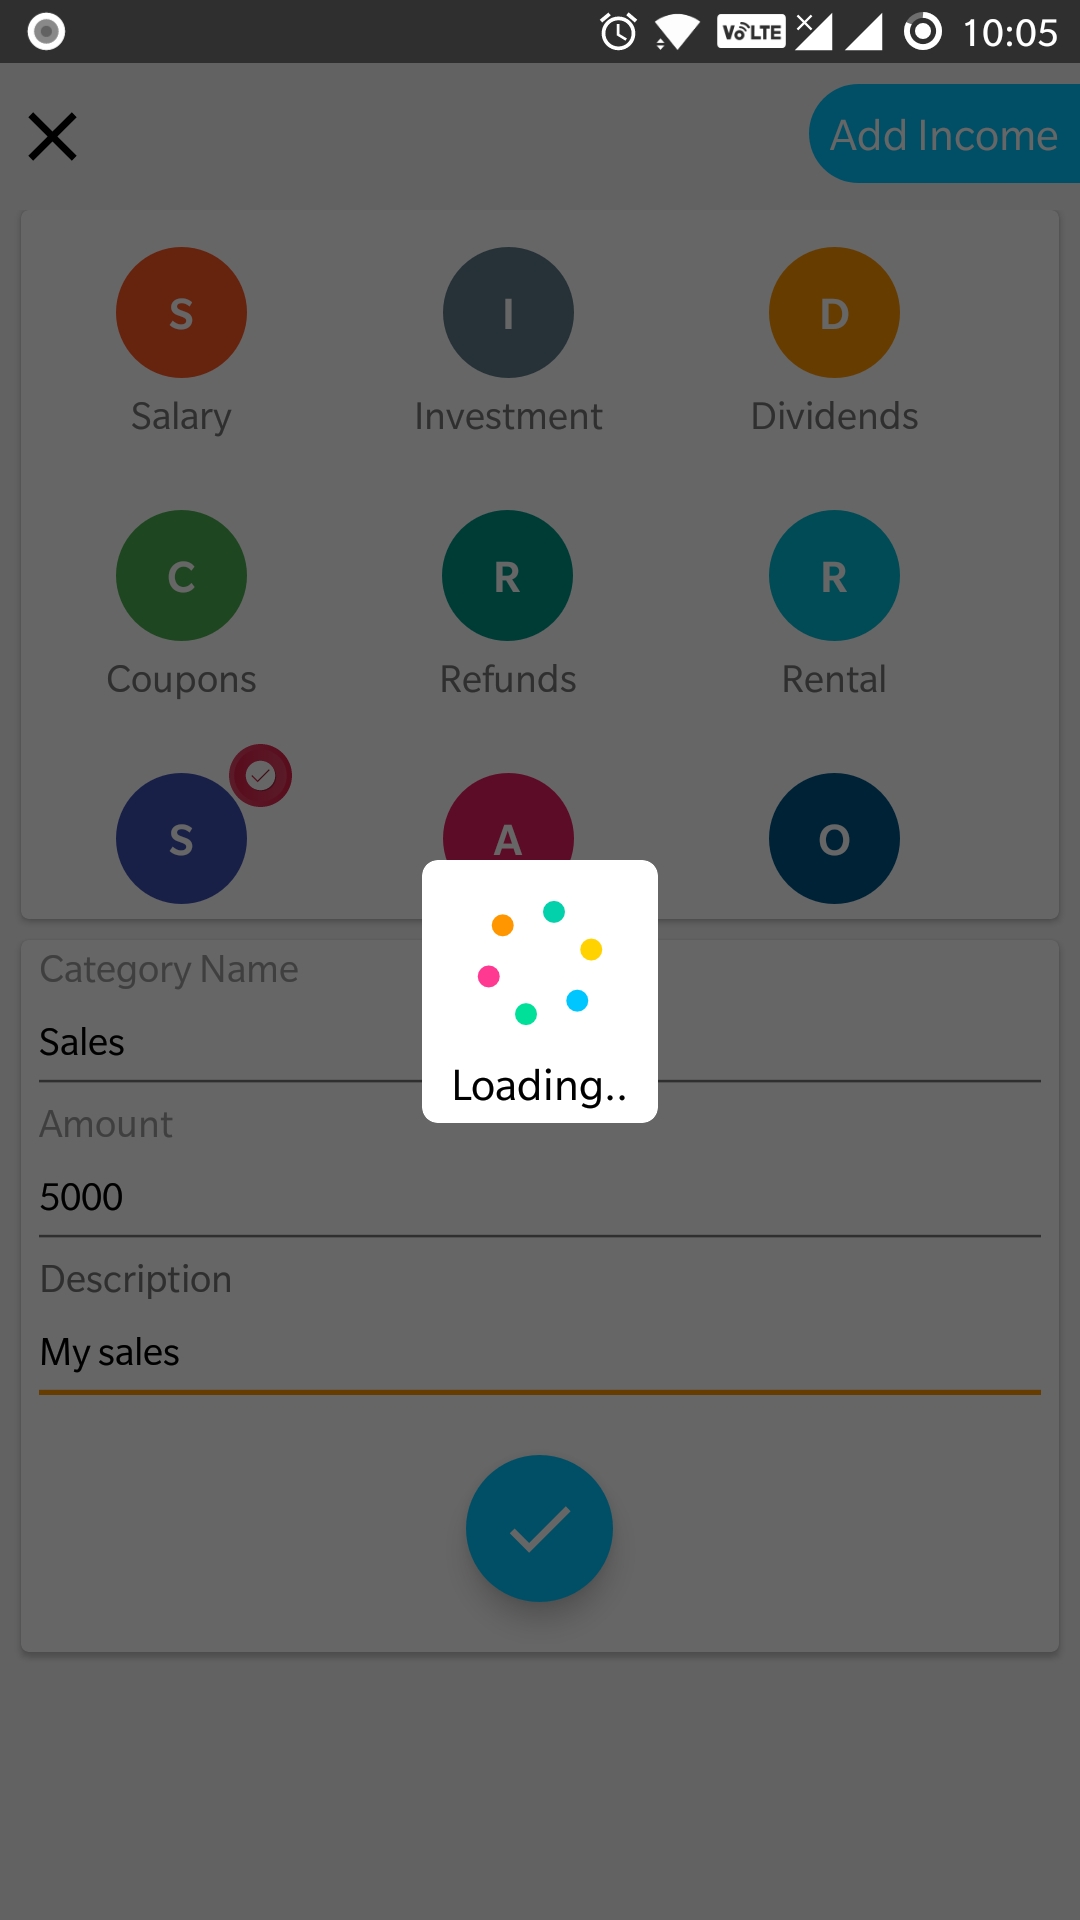 VoLTE 10:05
Add Income
S I D
Salary Investment Dividends
C R R
Coupons Refunds Rental
S A O
Category Name
Sales
Loading..
Amount
5000
Description
My sales